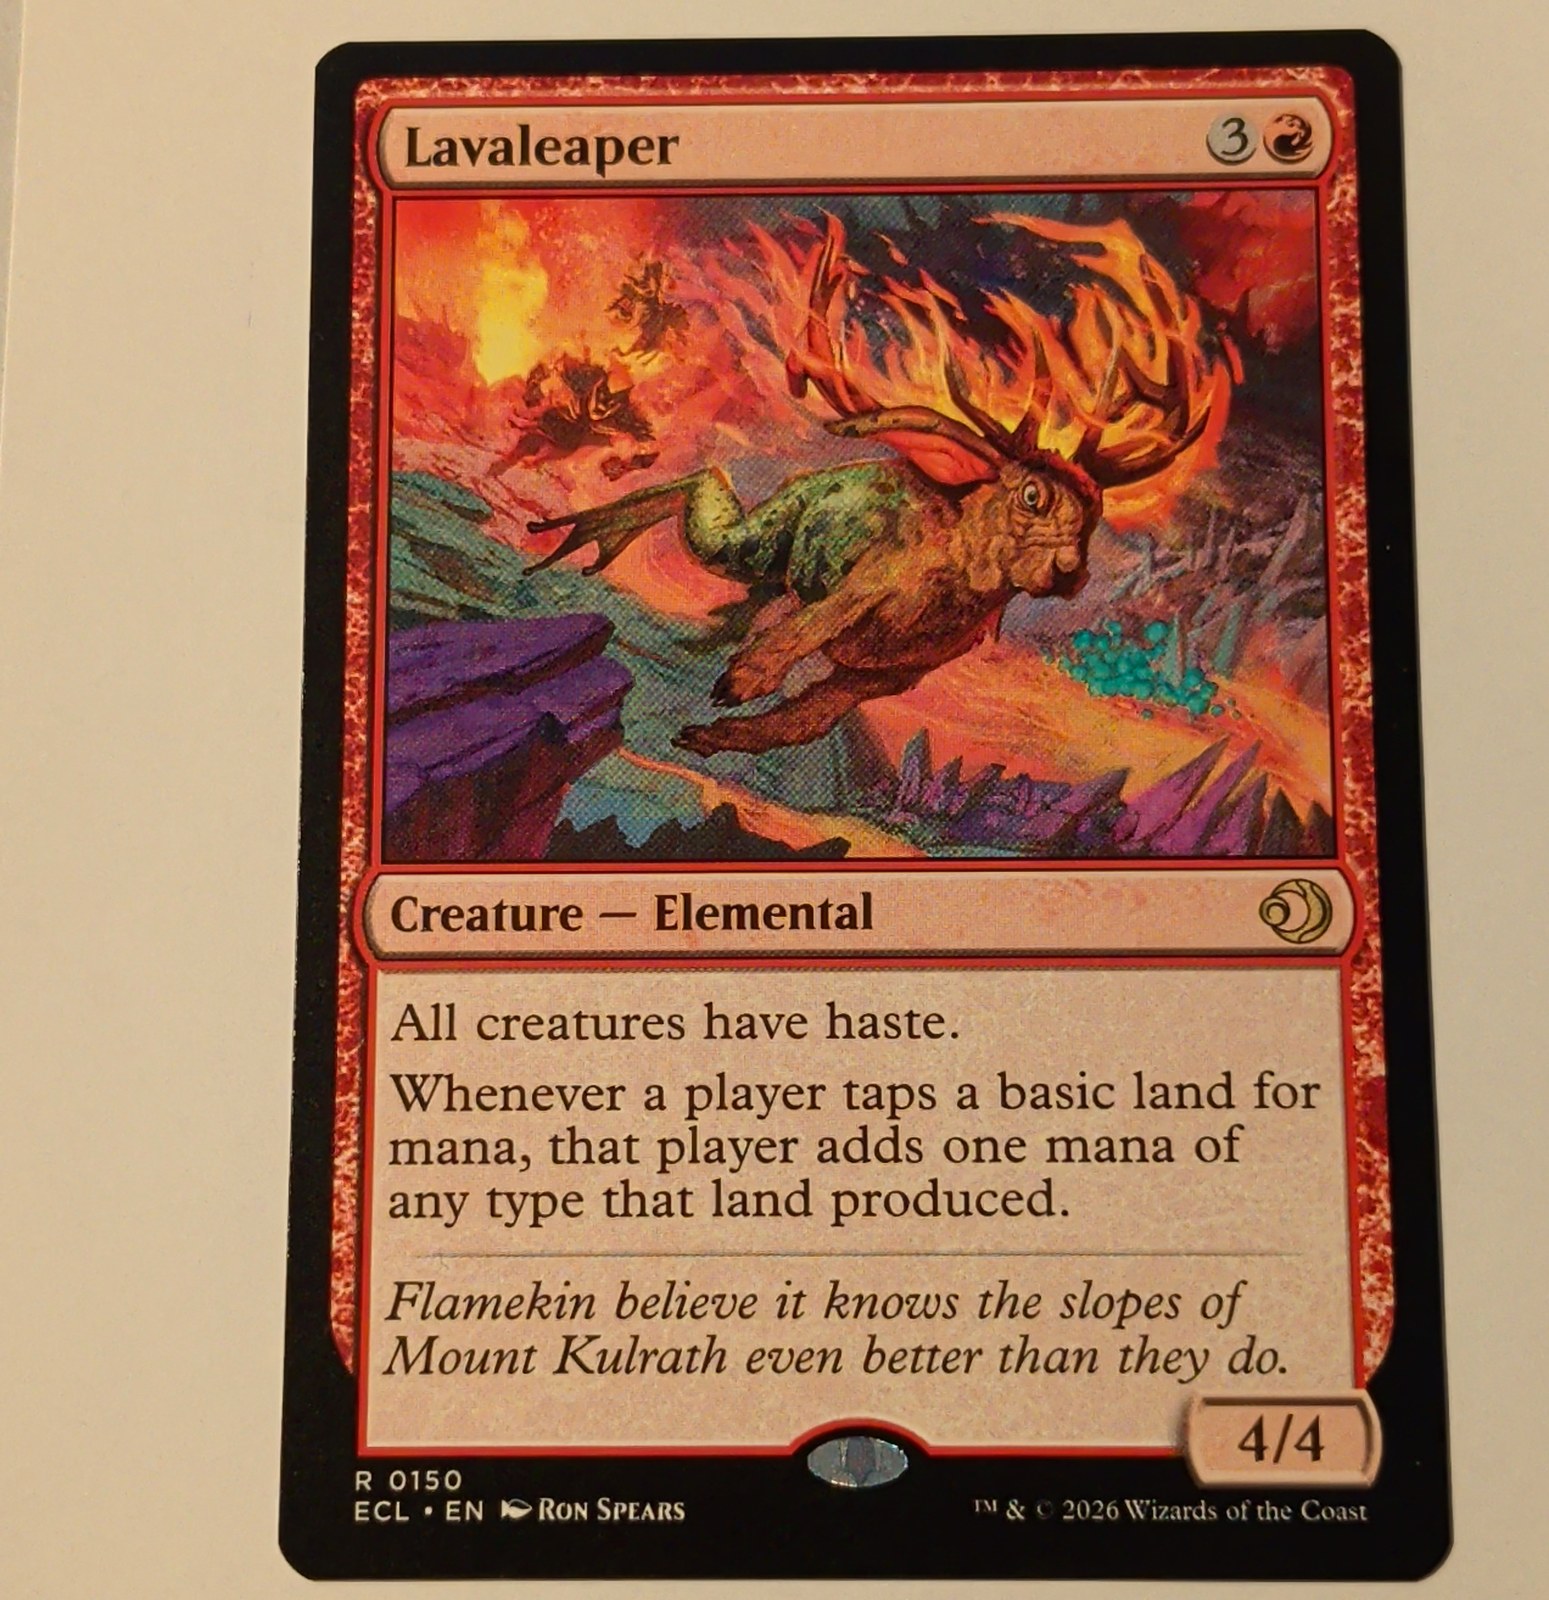 Lavaleaper 3
Creature — Elemental
All creatures have haste.
Whenever a player taps a basic land for
mana, that player adds one mana of
any type that land produced.
Flamekin believe it knows the slopes of
Mount Kulrath even better than they do.
4/4
R 0150
ECL • EN Ron Spears
™ & © 2026 Wizards of the Coast